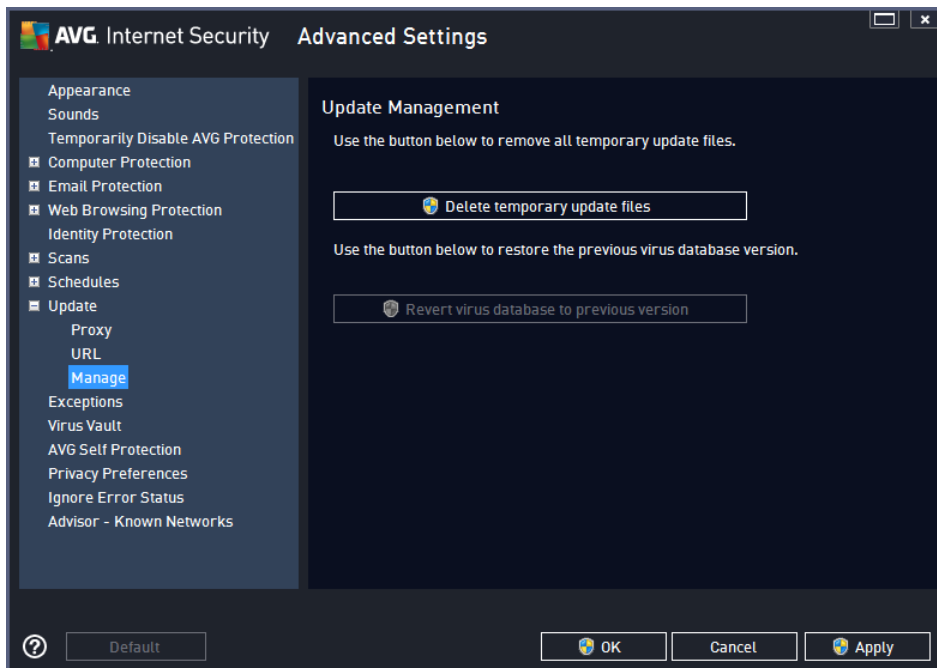 AVG. Internet Security Advanced Settings
Appearance
Sounds
Temporarily Disable AVG Protection
Computer Protection
Email Protection
Web Browsing Protection
Identity Protection
Scans
Schedules
Update
Proxy
URL
Manage
Exceptions
Virus Vault
AVG Self Protection
Privacy Preferences
Ignore Error Status
Advisor - Known Networks
Update Management
Use the button below to remove all temporary update files.
Delete temporary update files
Use the button below to restore the previous virus database version.
Revert virus database to previous version
? Default OK Cancel Apply